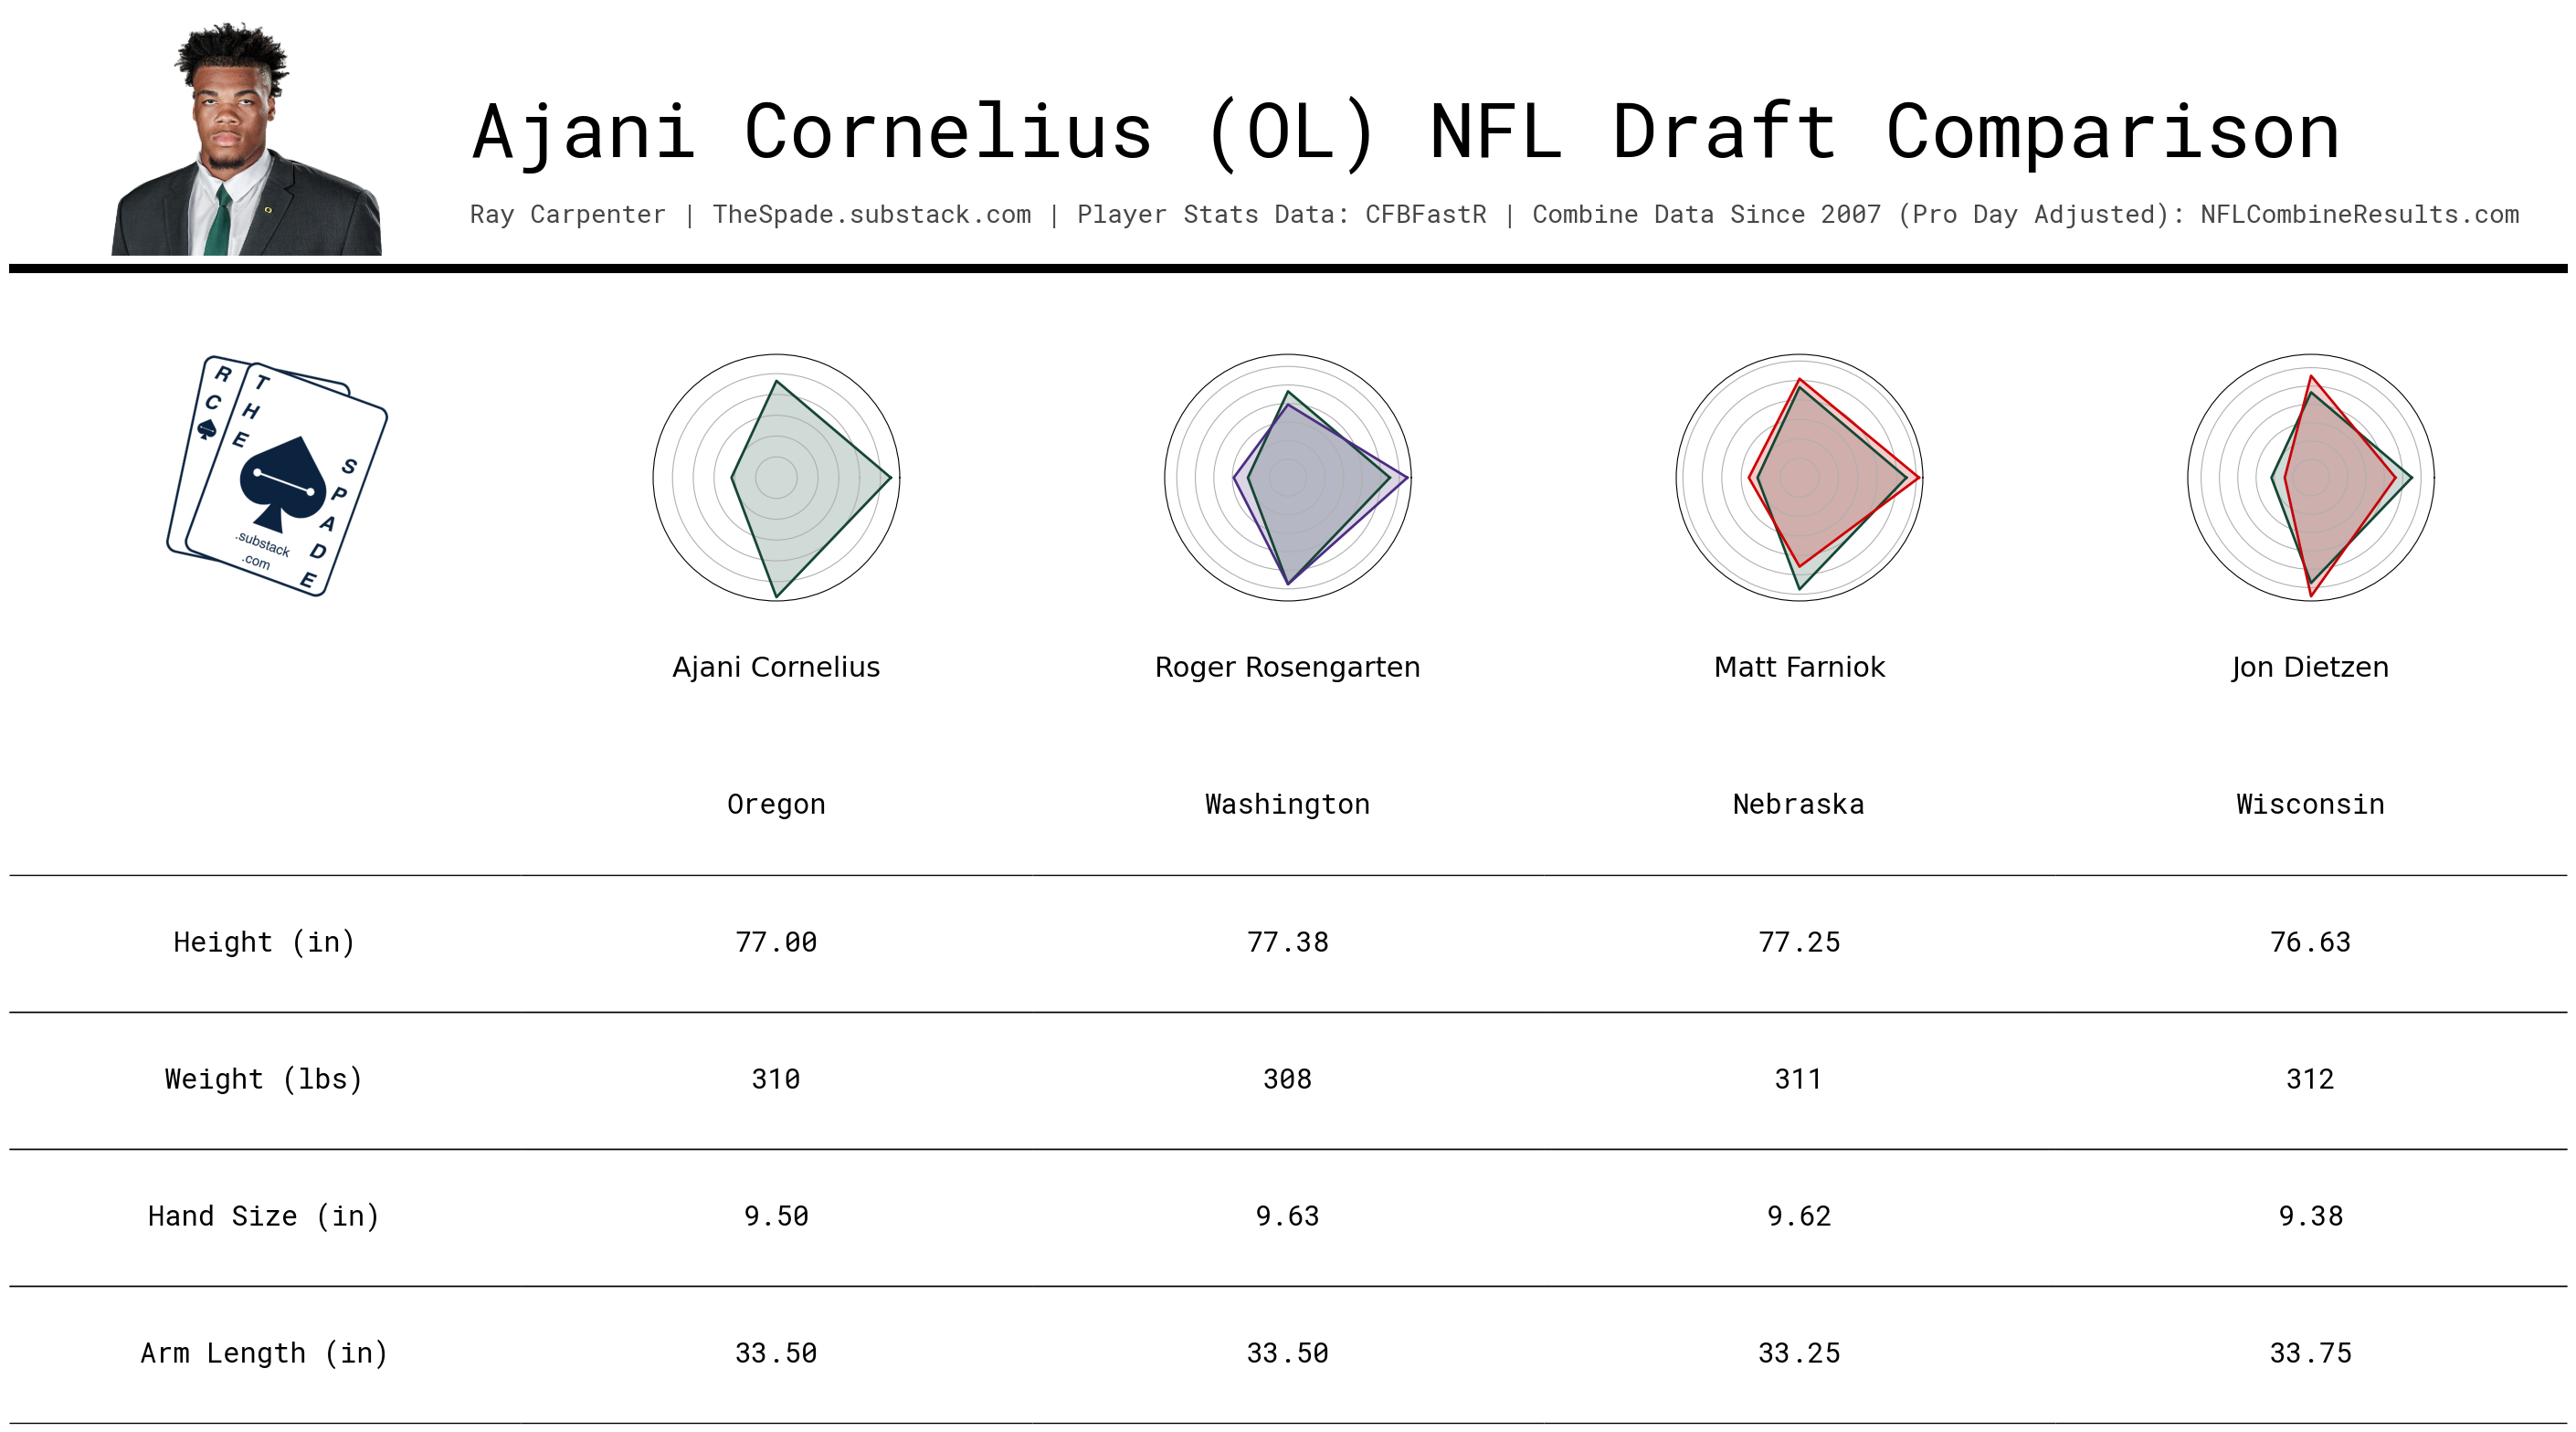 Ajani Cornelius (OL) NFL Draft Comparison
Ray Carpenter | TheSpade.substack.com | Player Stats Data: CFBFastR | Combine Data Since 2007 (Pro Day Adjusted): NFLCombineResults.com
R C
T H E
S P A D E
.substack
.com
Ajani Cornelius Roger Rosengarten Matt Farniok Jon Dietzen
Oregon Washington Nebraska Wisconsin
Height (in) 77.00 77.38 77.25 76.63
Weight (lbs) 310 308 311 312
Hand Size (in) 9.50 9.63 9.62 9.38
Arm Length (in) 33.50 33.50 33.25 33.75